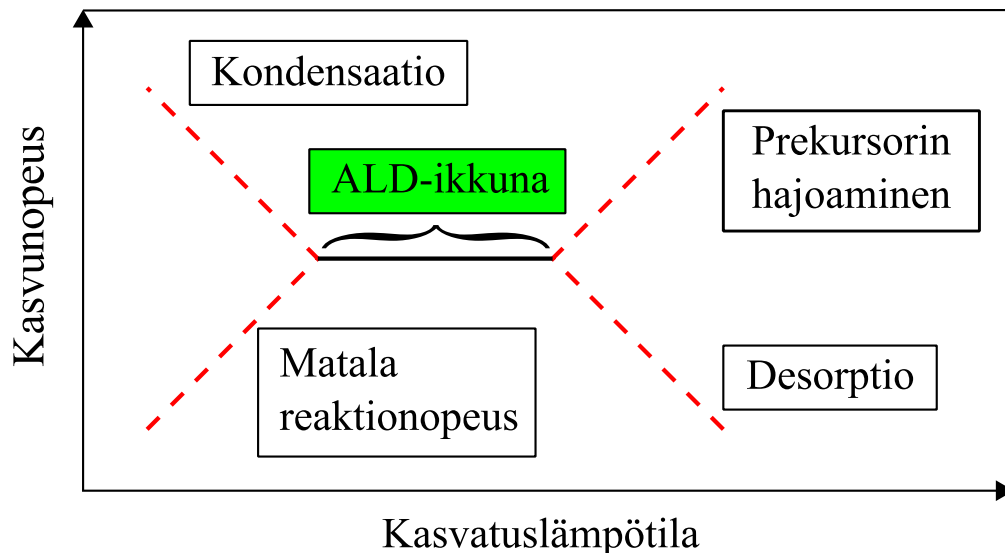 Kondensaatio
Prekursorin
hajoaminen
ALD-ikkuna
Kasvunopeus
Matala
reaktionopeus
Desorptio
Kasvatuslämpötila